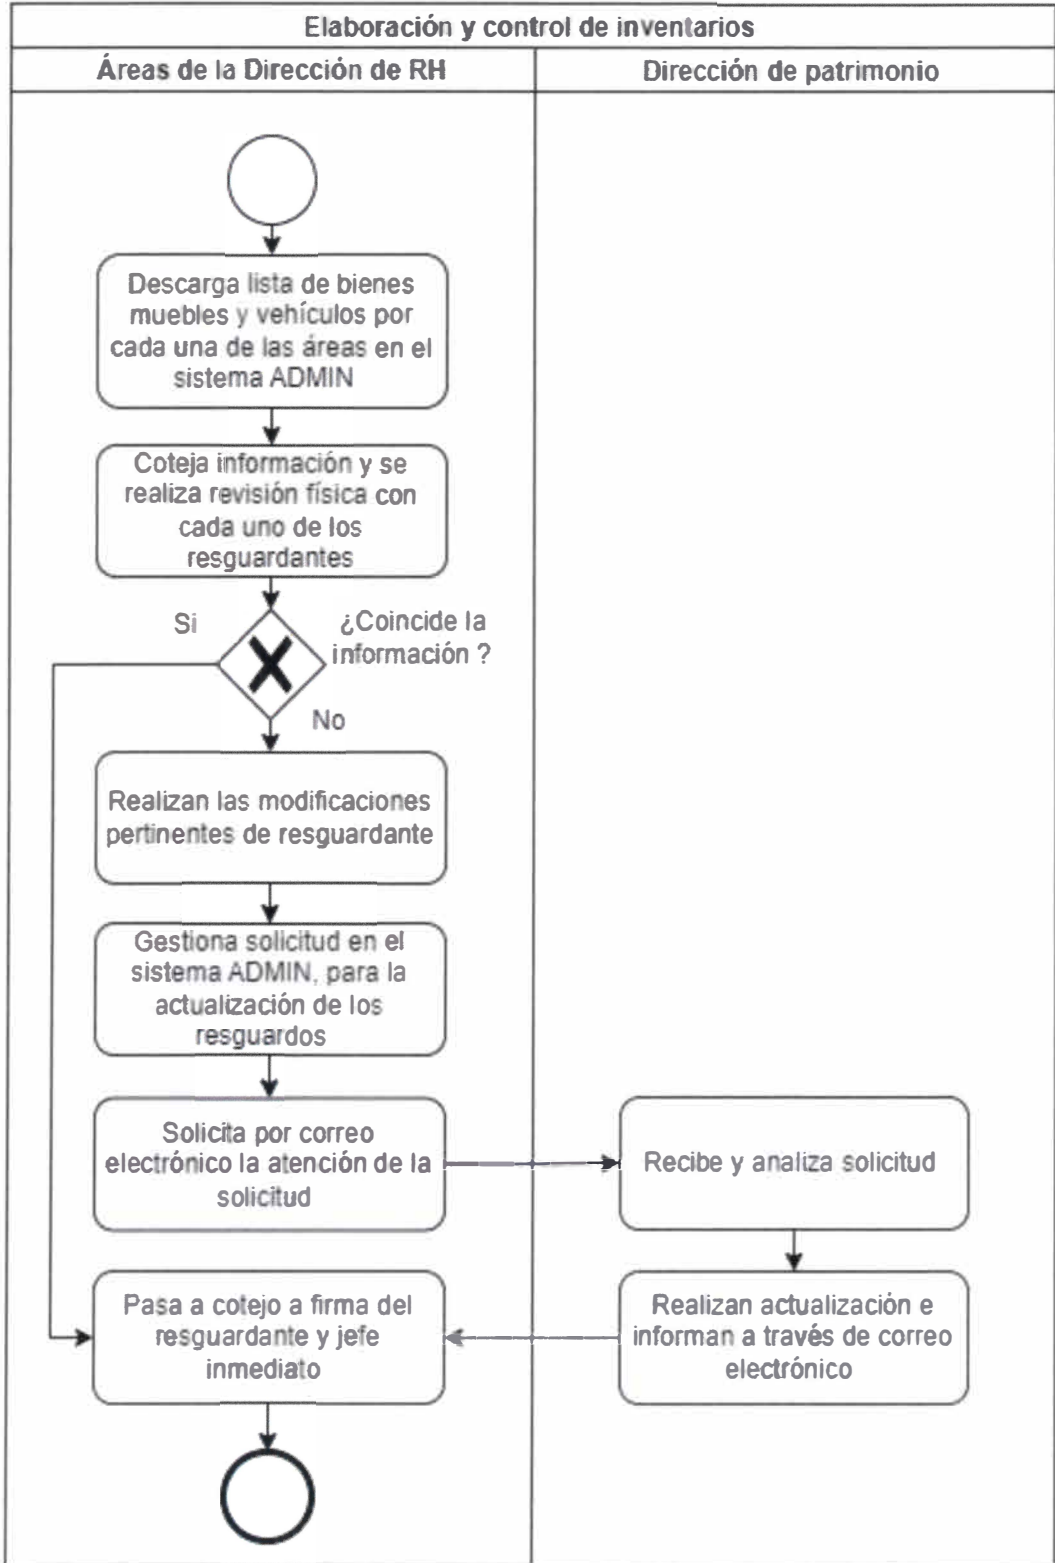 Elaboración y control de inventarios
Áreas de la Dirección de RH
Dirección de patrimonio
Descarga lista de bienes
muebles y vehículos por
cada una de las áreas en el
sistema ADMIN
Coteja información y se
realiza revisión física con
cada uno de los
resguardantes
Si
¿Coincide la
información ?
No
Realizan las modificaciones
pertinentes de resguardante
Gestiona solicitud en el
sistema ADMIN, para la
actualización de los
resguardos
Solicita por correo
electrónico la atención de la
solicitud
Recibe y analiza solicitud
Realizan actualización e
informan a través de correo
electrónico
Pasa a cotejo a firma del
resguardante y jefe
inmediato